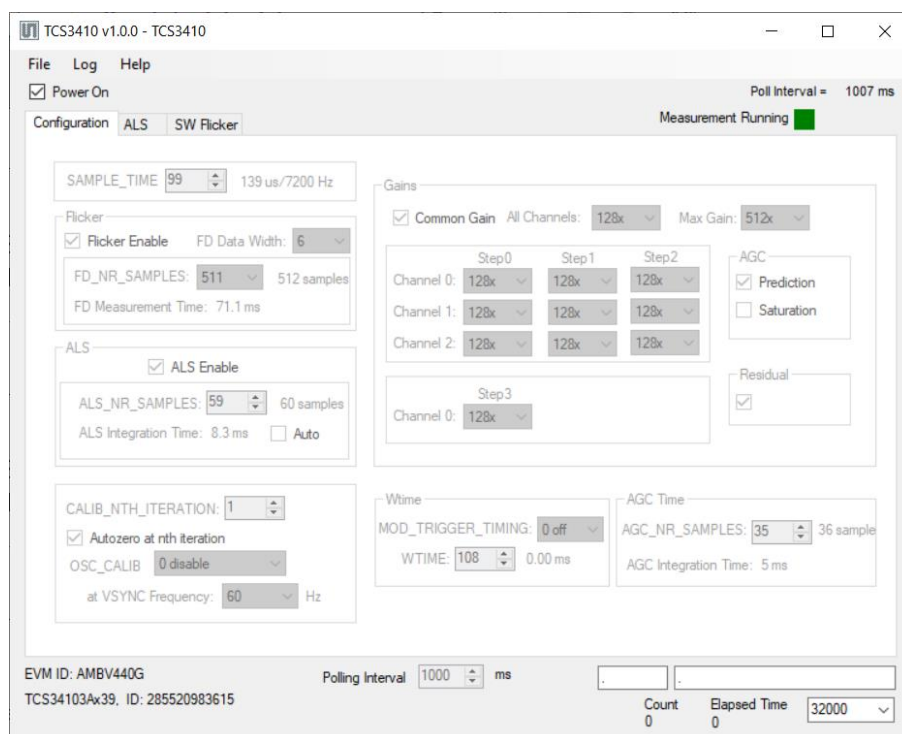 TCS3410 v1.0.0 - TCS3410
File Log Help
Power On
Poll Interval = 1007 ms
Configuration ALS SW Flicker
Measurement Running
SAMPLE_TIME 99 139 us/7200 Hz
Flicker
Flicker Enable FD Data Width: 6
FD_NR_SAMPLES: 511 512 samples
FD Measurement Time: 71.1 ms
ALS
ALS Enable
ALS_NR_SAMPLES: 59 60 samples
ALS Integration Time: 8.3 ms Auto
CALIB_NTH_ITERATION: 1
Autozero at nth iteration
OSC_CALIB 0 disable
at VSYNC Frequency: 60 Hz
Gains
Common Gain All Channels: 128x Max Gain: 512x
Step0 Step1 Step2
Channel 0: 128x 128x 128x
Channel 1: 128x 128x 128x
Channel 2: 128x 128x 128x
Step3
Channel 0: 128x
AGC
Prediction
Saturation
Residual
Wtime
MOD_TRIGGER_TIMING: 0 off
WTIME: 108 0.00 ms
AGC Time
AGC_NR_SAMPLES: 35 36 sample
AGC Integration Time: 5 ms
EVM ID: AMBV440G
TCS34103Ax39, ID: 285520983615
Polling Interval 1000 ms
. .
Count Elapsed Time 32000
0 0